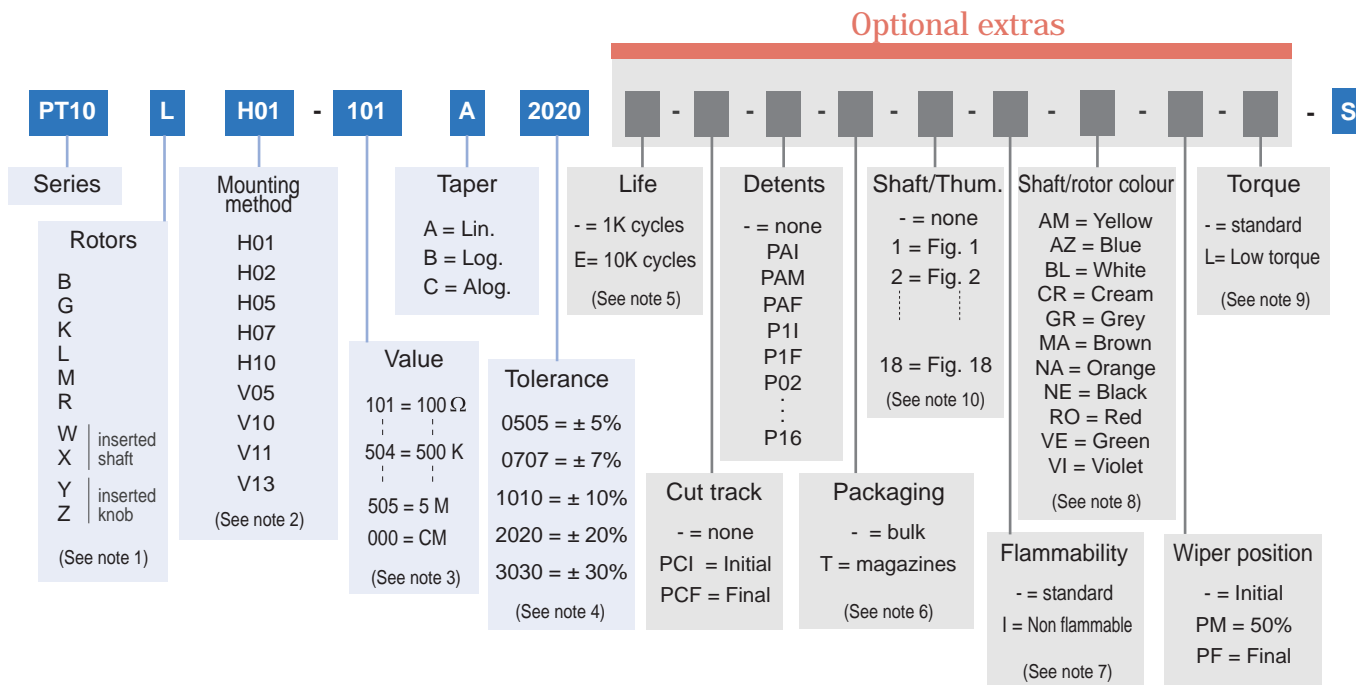 Optional extras
PT10 L H01 - 101 A 2020 - - - - - - - - - S
Series
Rotors
B
G
K
L
M
R
W
X
inserted
shaft
Y
Z
inserted
knob
(See note 1)
Mounting
method
H01
H02
H05
H07
H10
V05
V10
V11
V13
(See note 2)
Value
101 = 100 Ω
504 = 500 K
505 = 5 M
000 = CM
(See note 3)
Taper
A = Lin.
B = Log.
C = Alog.
Tolerance
0505 = ± 5%
0707 = ± 7%
1010 = ± 10%
2020 = ± 20%
3030 = ± 30%
(See note 4)
Life
- = 1K cycles
E= 10K cycles
(See note 5)
Cut track
- = none
PCI = Initial
PCF = Final
Detents
- = none
PAI
PAM
PAF
P1I
P1F
P02
:
:
P16
Packaging
- = bulk
T = magazines
(See note 6)
Shaft/Thum.
- = none
1 = Fig. 1
2 = Fig. 2
18 = Fig. 18
(See note 10)
Flammability
- = standard
I = Non flammable
(See note 7)
Shaft/rotor colour
AM = Yellow
AZ = Blue
BL = White
CR = Cream
GR = Grey
MA = Brown
NA = Orange
NE = Black
RO = Red
VE = Green
VI = Violet
(See note 8)
Wiper position
- = Initial
PM = 50%
PF = Final
Torque
- = standard
L= Low torque
(See note 9)